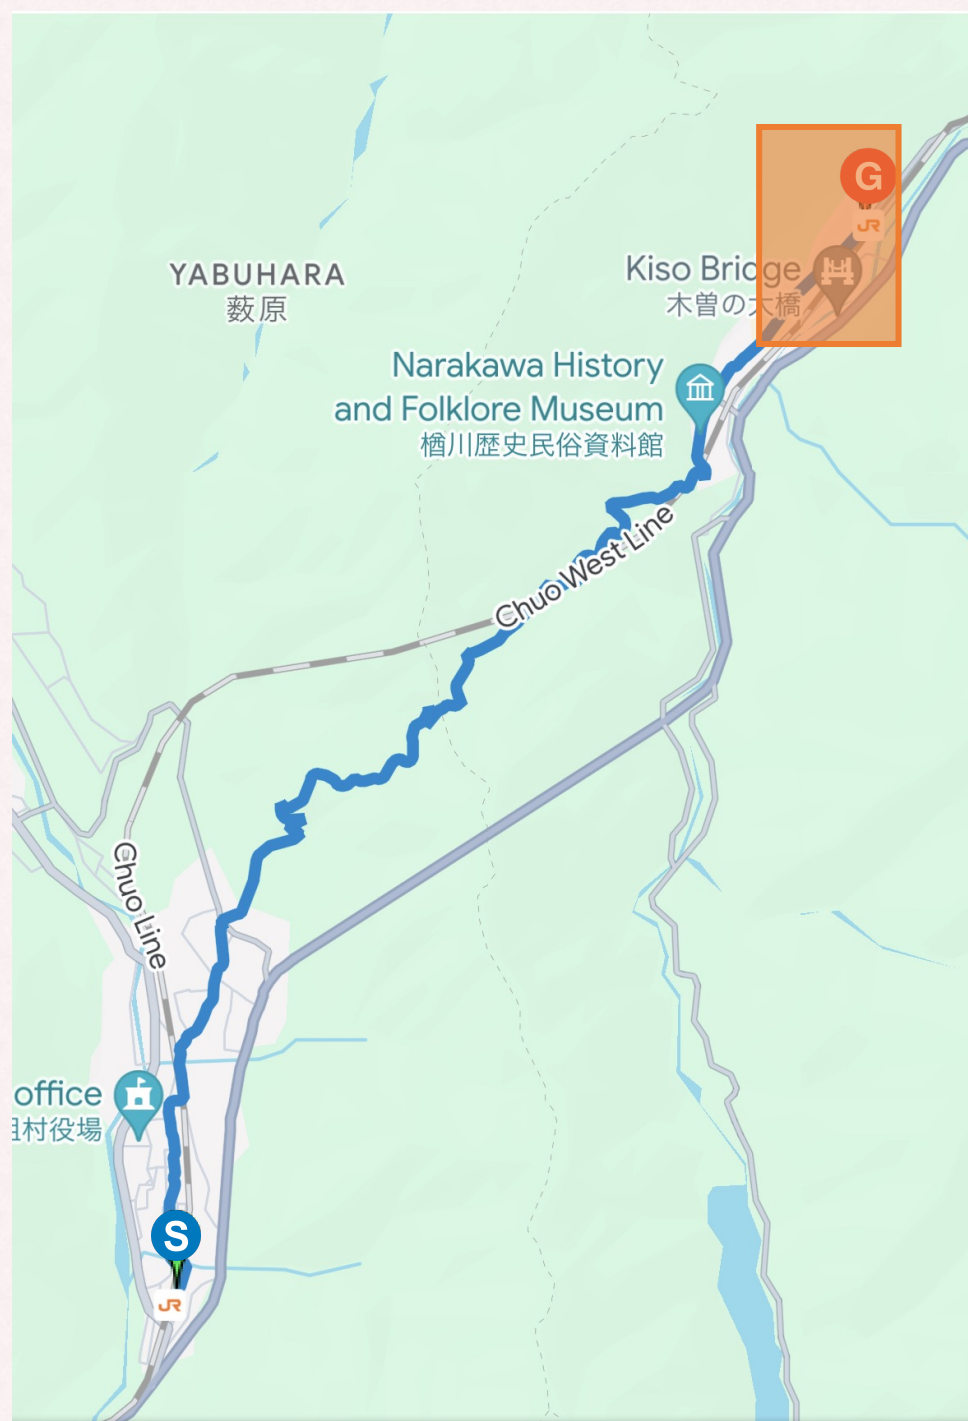 G
JR
Kiso Bridge
木曽の大橋
YABUHARA
薮原
Narakawa History
and Folklore Museum
楢川歴史民俗資料館
Chuo West Line
Chuo Line
office
祖村役場
S
JR